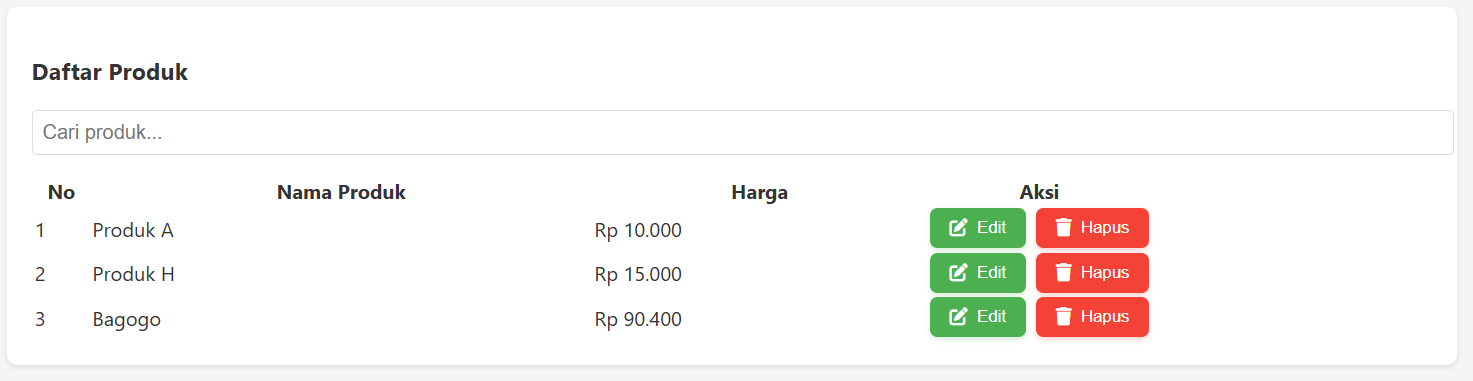 Daftar Produk
Cari produk...
No Nama Produk Harga Aksi
1 Produk A Rp 10.000 Edit Hapus
2 Produk H Rp 15.000 Edit Hapus
3 Bagogo Rp 90.400 Edit Hapus